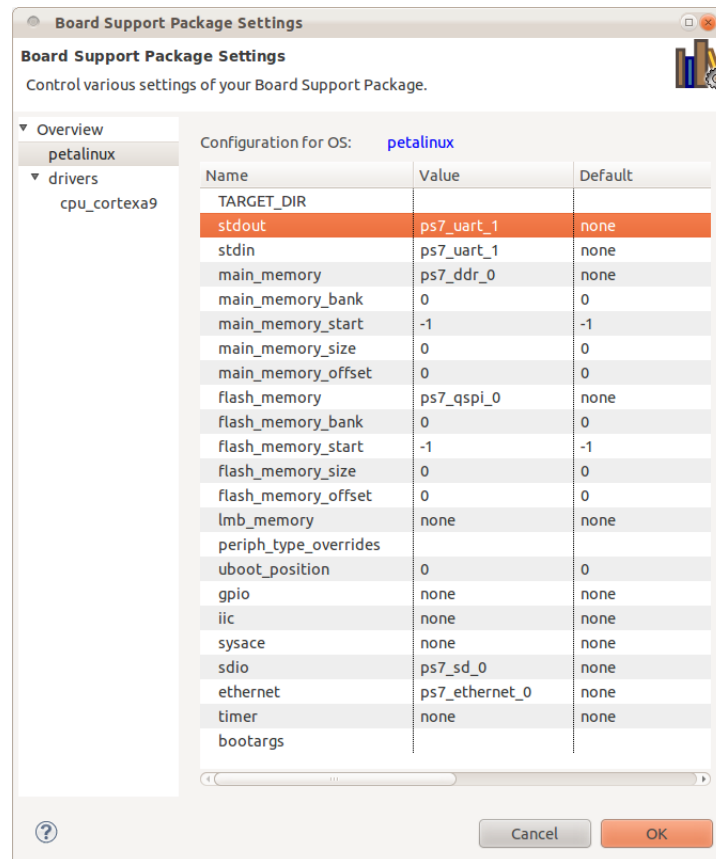 Board Support Package Settings
Board Support Package Settings
Control various settings of your Board Support Package.
Overview
petalinux
drivers
cpu_cortexa9
Configuration for OS: petalinux
Name Value Default
TARGET_DIR
stdout ps7_uart_1 none
stdin ps7_uart_1 none
main_memory ps7_ddr_0 none
main_memory_bank 0 0
main_memory_start -1 -1
main_memory_size 0 0
main_memory_offset 0 0
flash_memory ps7_qspi_0 none
flash_memory_bank 0 0
flash_memory_start -1 -1
flash_memory_size 0 0
flash_memory_offset 0 0
lmb_memory none none
periph_type_overrides
uboot_position 0 0
gpio none none
iic none none
sysace none none
sdio ps7_sd_0 none
ethernet ps7_ethernet_0 none
timer none none
bootargs
? Cancel OK